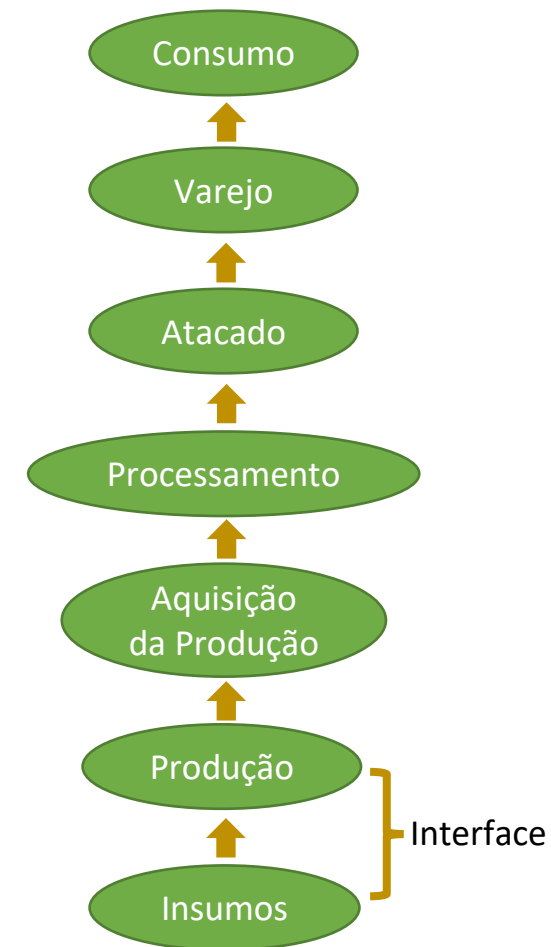 Consumo
Varejo
Atacado
Processamento
Aquisição
da Produção
Produção
Interface
Insumos